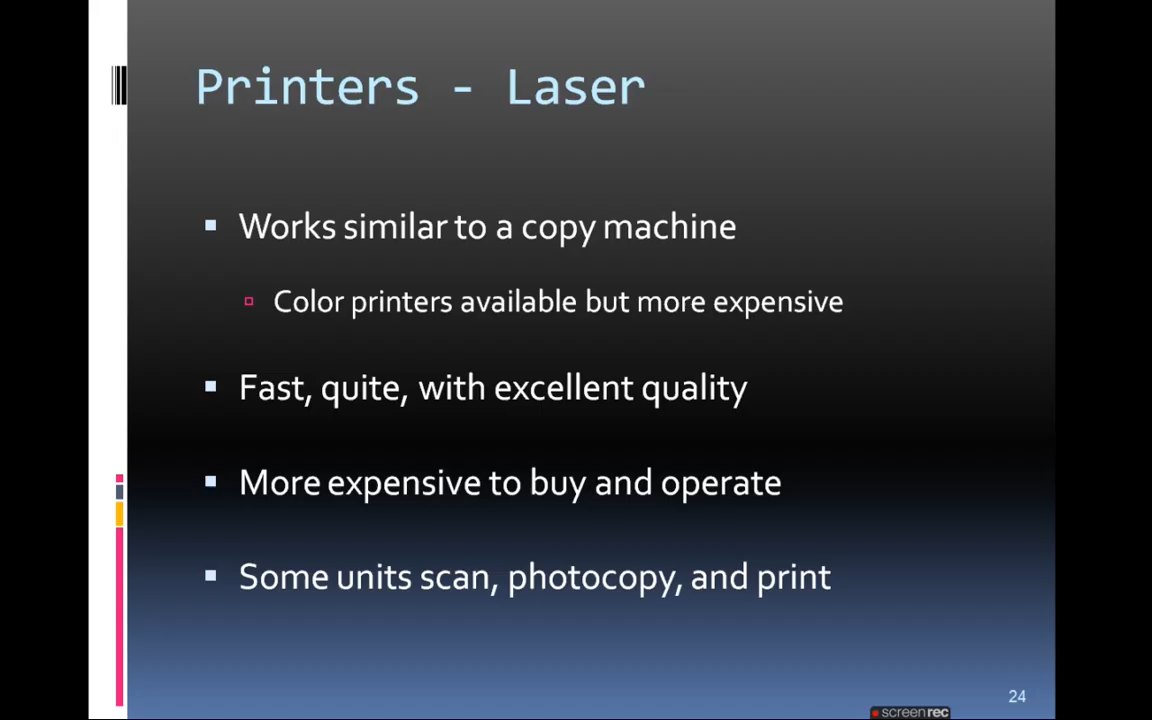 Printers - Laser
Works similar to a copy machine
Color printers available but more expensive
Fast, quite, with excellent quality
More expensive to buy and operate
Some units scan, photocopy, and print
24
screenrec